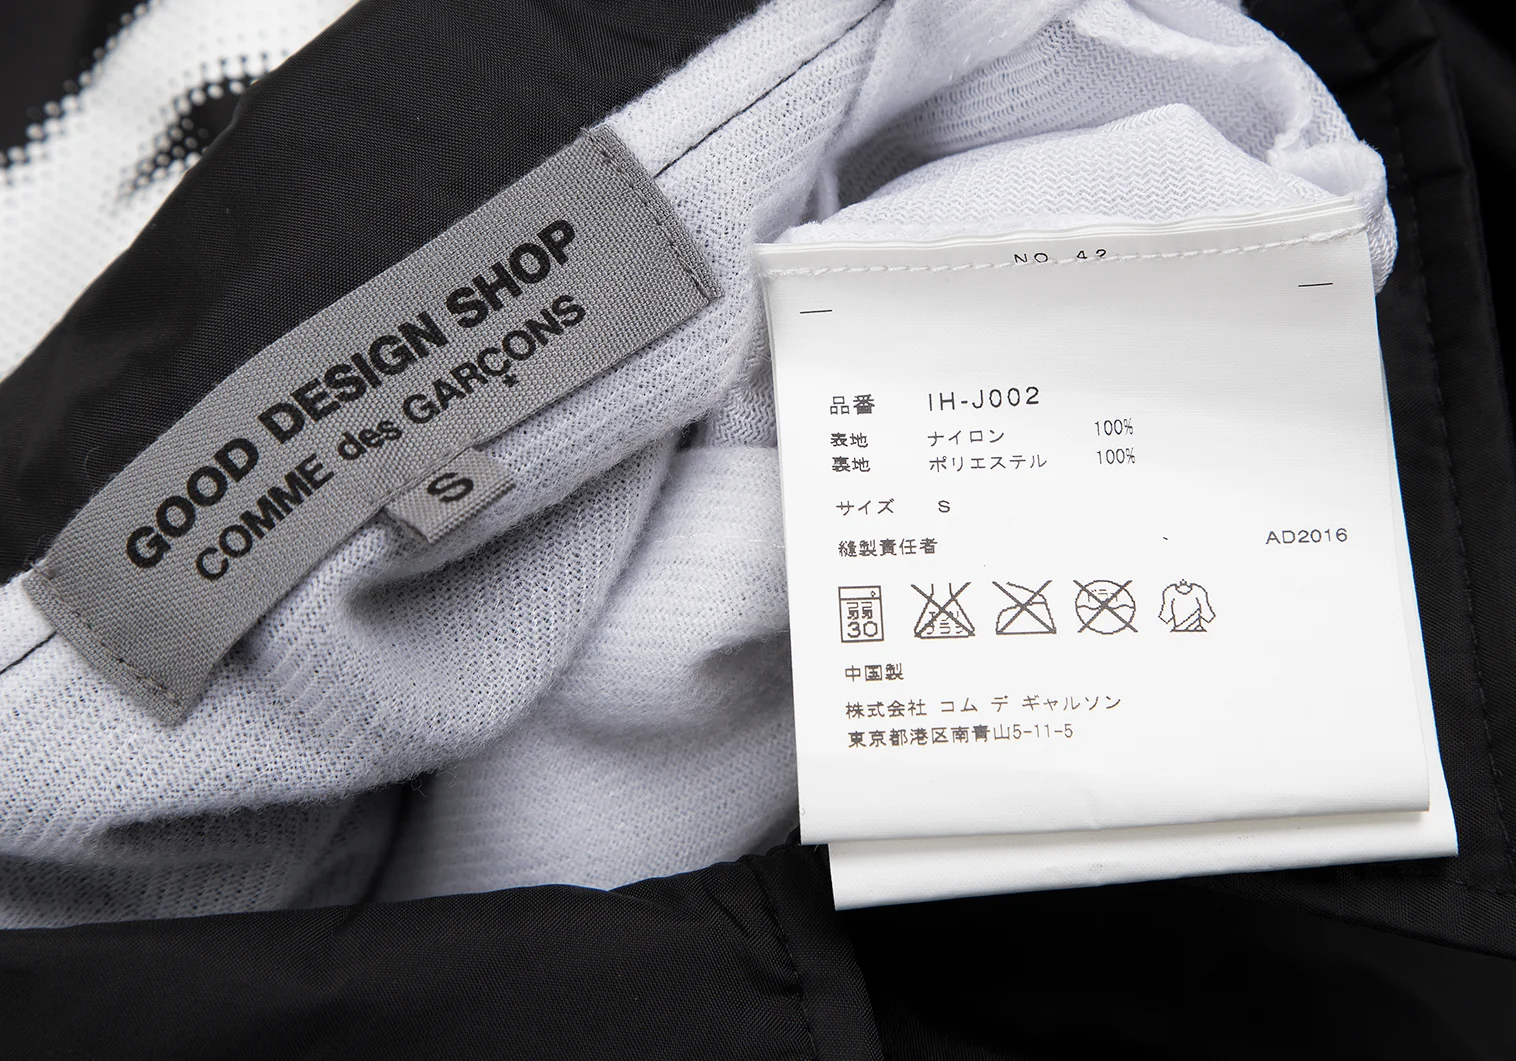 GOOD DESIGN SHOP
COMME des GARÇONS
S
NO. 42
品番 IH-J002
表地 ナイロン 100%
裏地 ポリエステル 100%
サイズ S
縫製責任者
AD2016
30
中国製
株式会社 コム デ ギャルソン
東京都港区南青山5-11-5